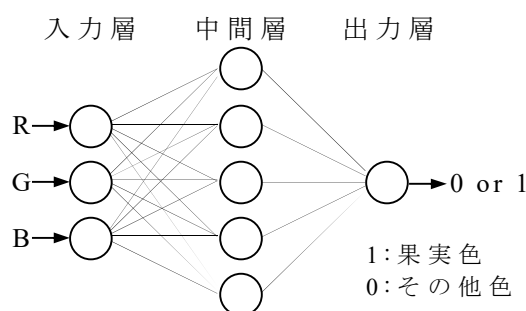 入力層 中間層 出力層
R
G
B
0 or 1
1:果実色
0:その他色